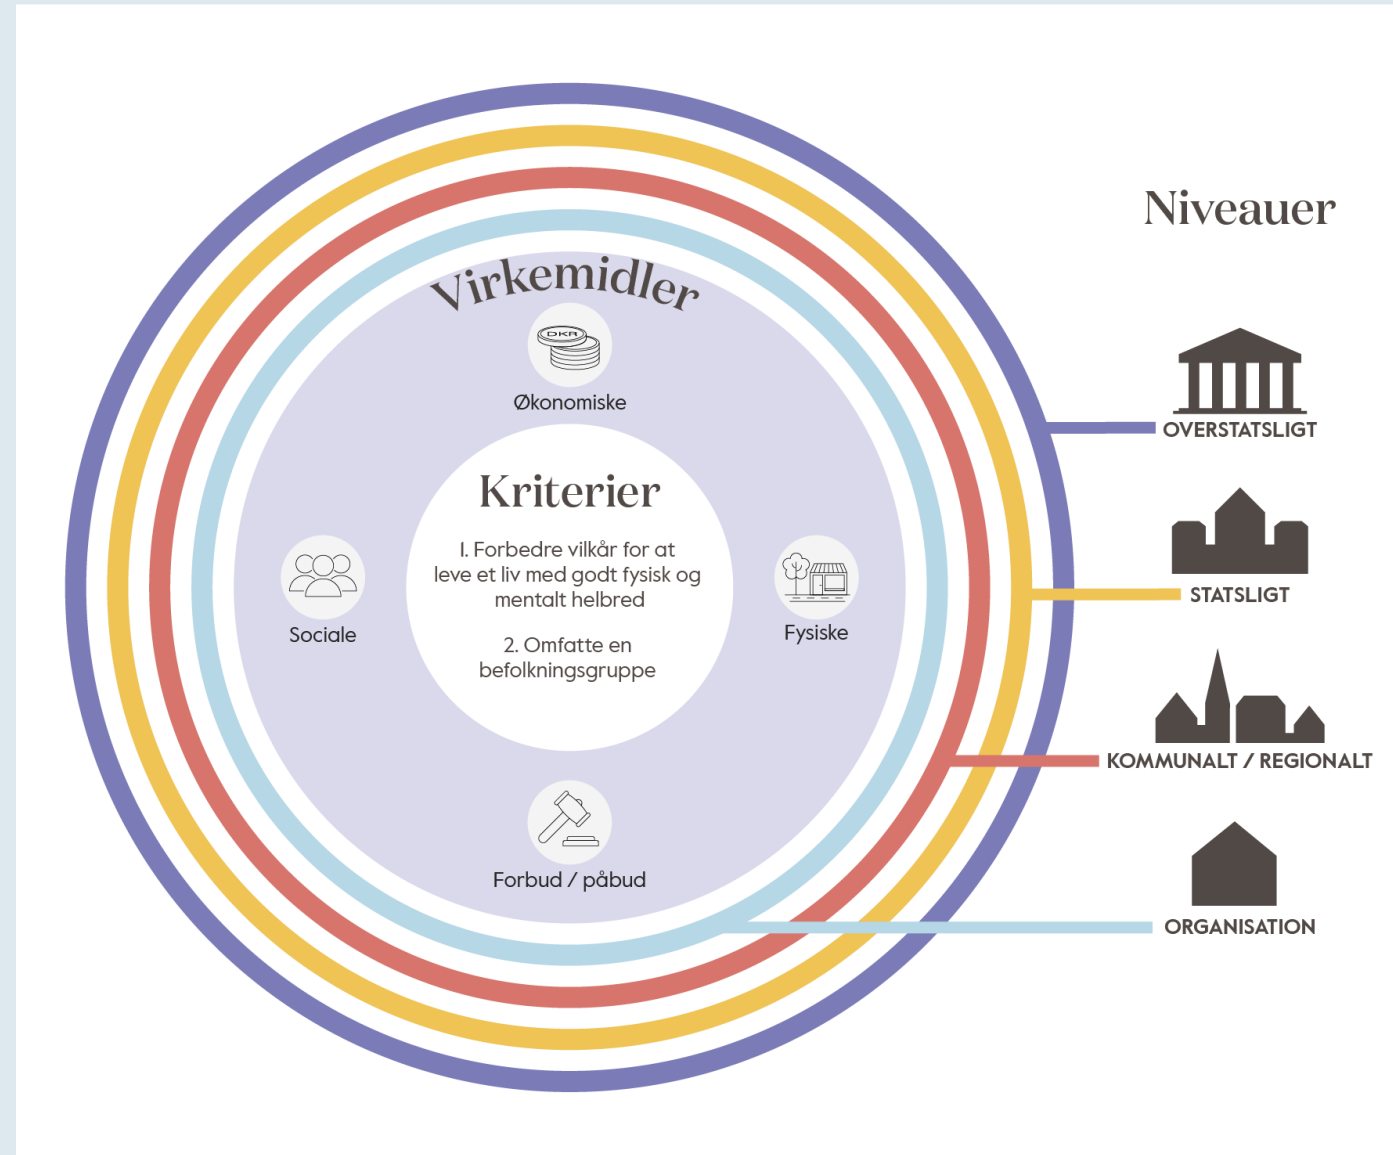 Virkemidler
DKR
Økonomiske
Kriterier
1. Forbedre vilkår for at
leve et liv med godt fysisk og
mentalt helbred
2. Omfatte en
befolkningsgruppe
Sociale
Fysiske
Forbud / påbud
Niveauer
OVERSTATSLIGT
STATSLIGT
KOMMUNALT / REGIONALT
ORGANISATION